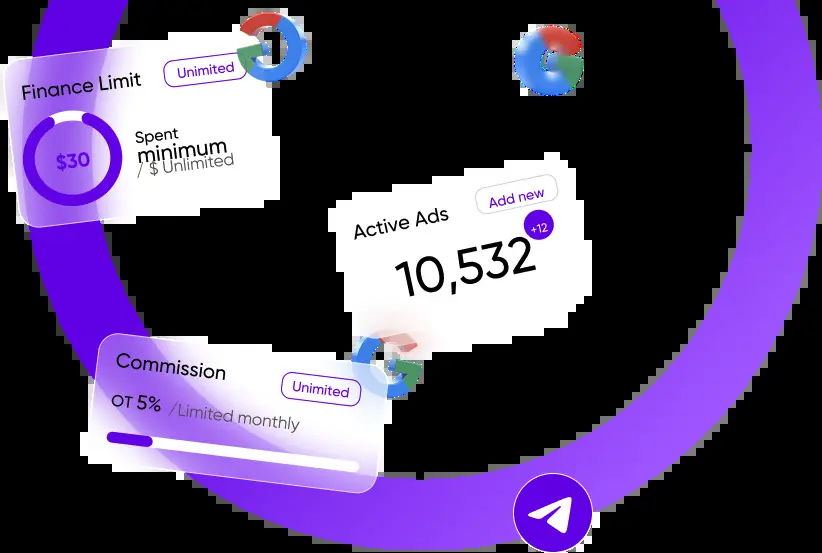 Finance Limit
Unimited
$30
Spent
minimum
/ $ Unlimited
Active Ads
Add new
+12
10,532
Commission
Unimited
ОТ 5% /Limited monthly